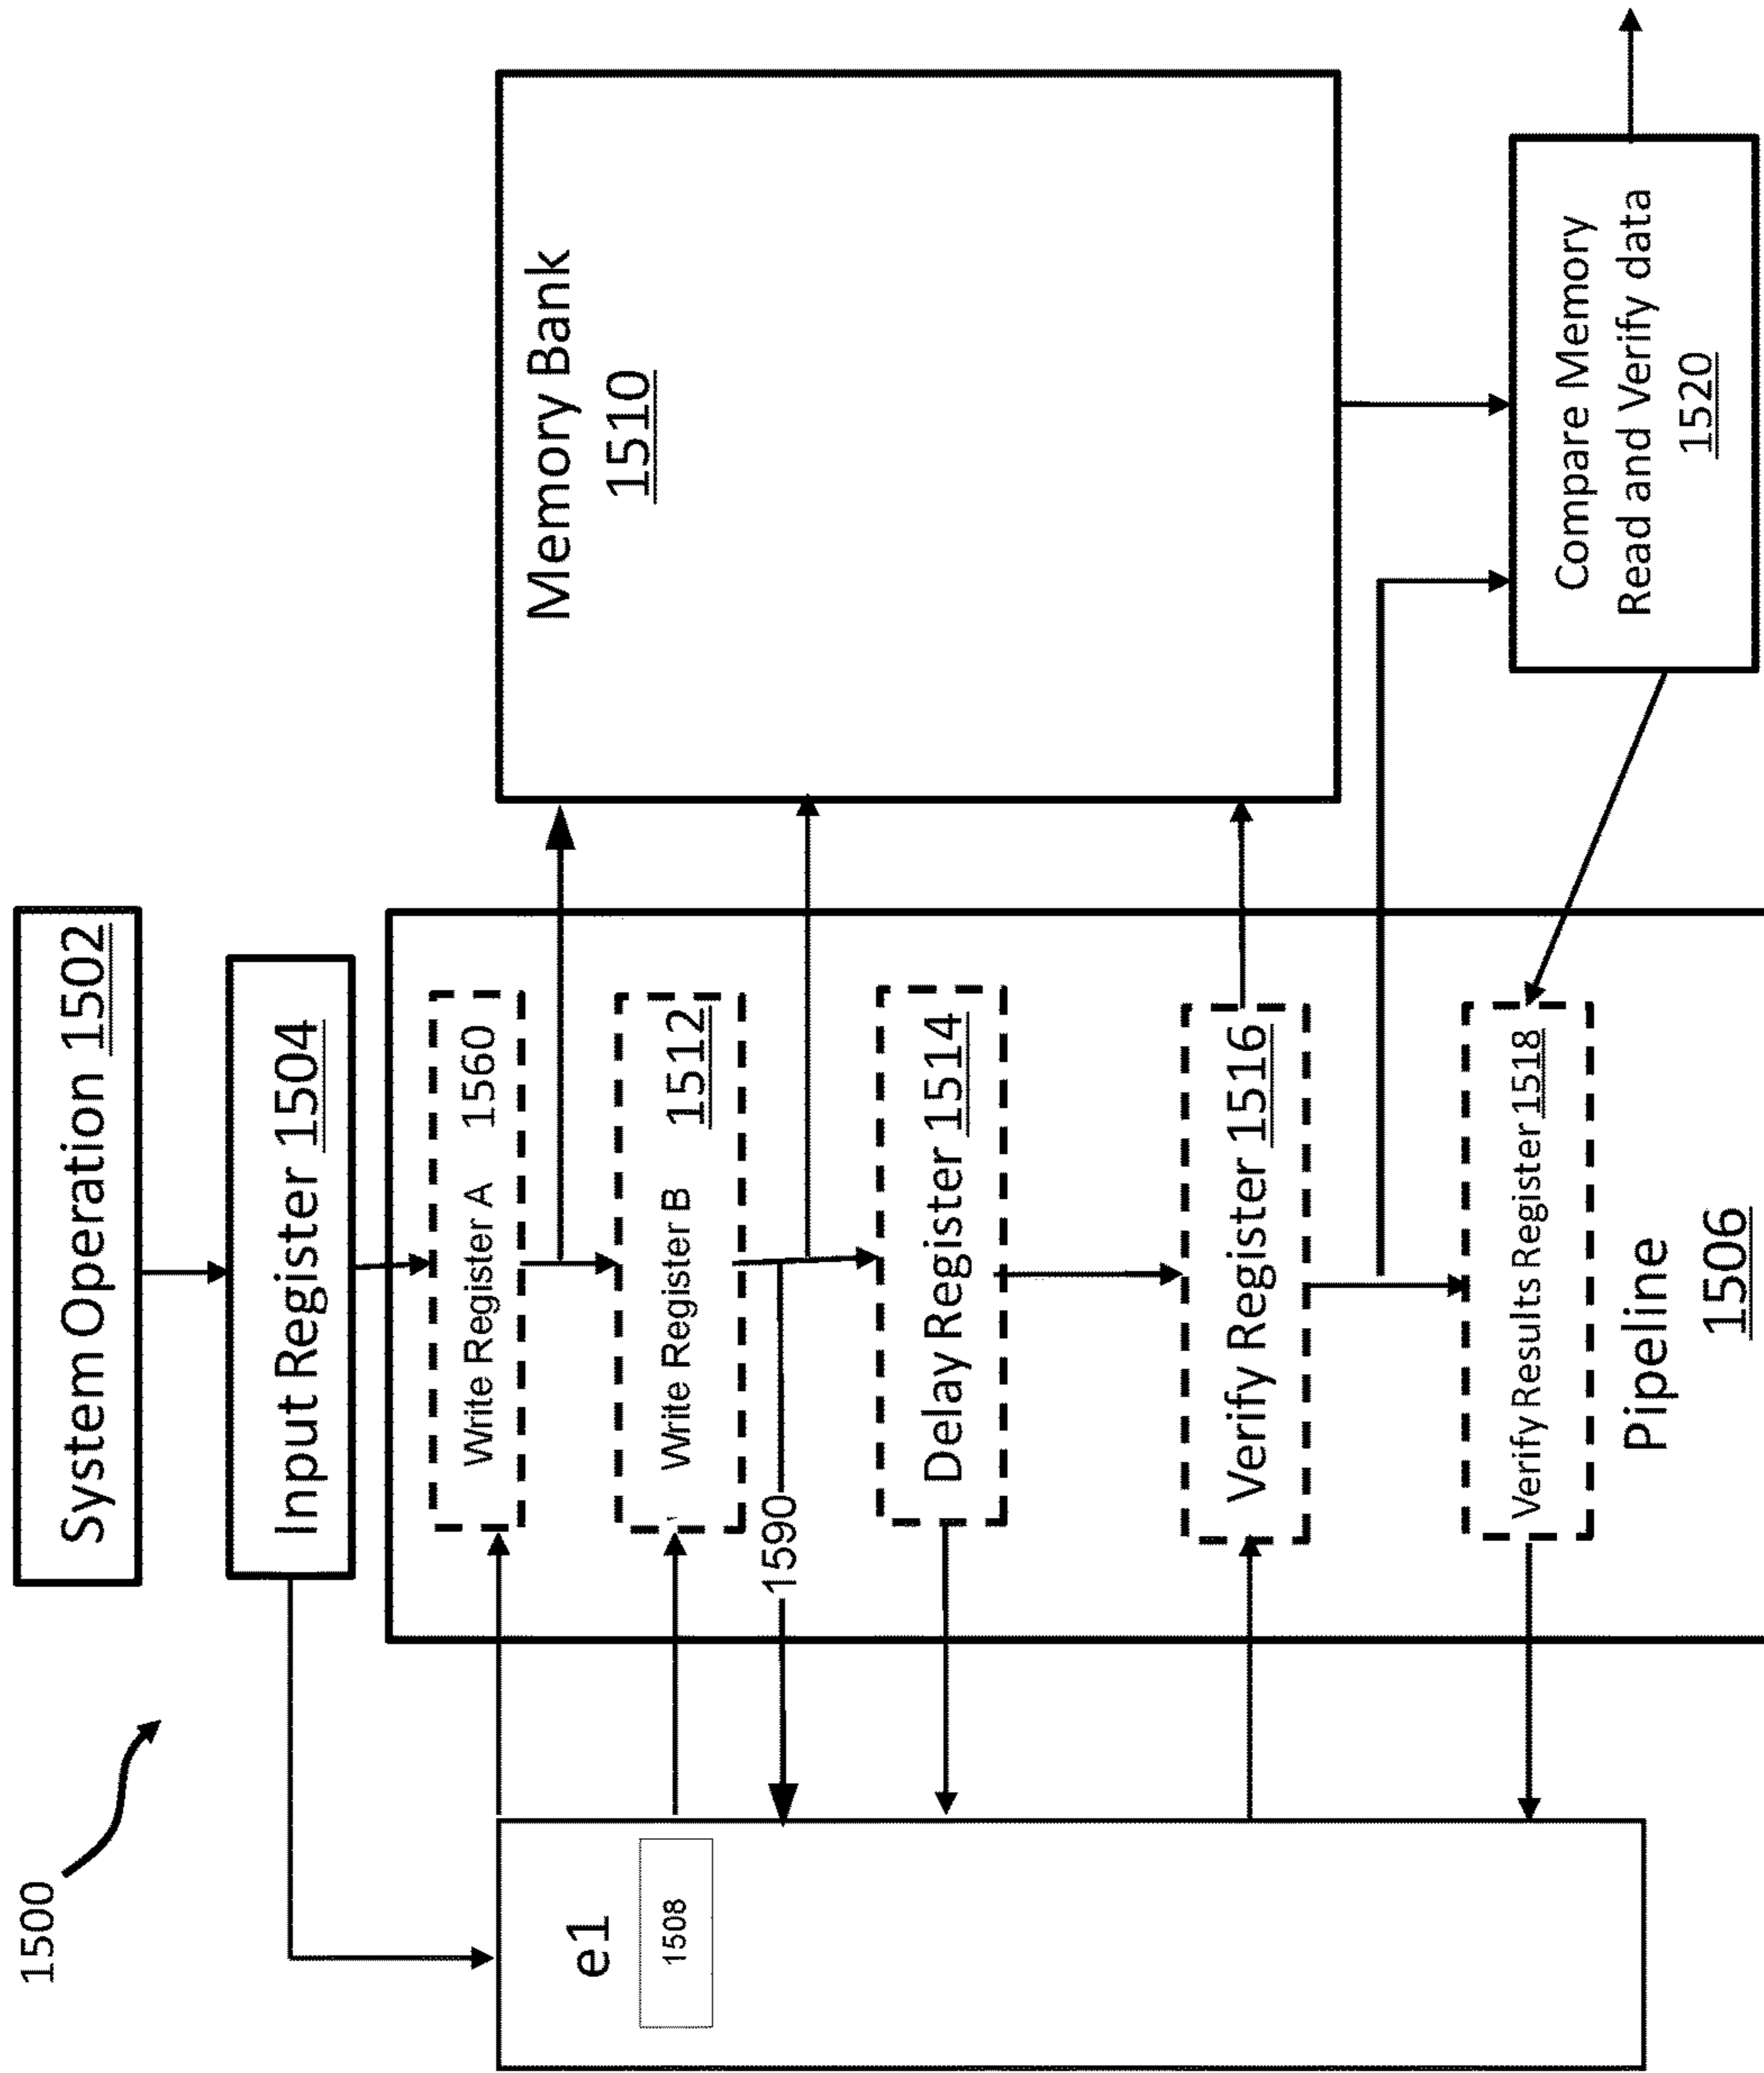 1500
System Operation 1502
Input Register 1504
e1
1508
Write Register A 1560
Write Register B 1512
1590
Delay Register 1514
Verify Register 1516
Verify Results Register 1518
Pipeline
1506
Memory Bank
1510
Compare Memory
Read and Verify data
1520